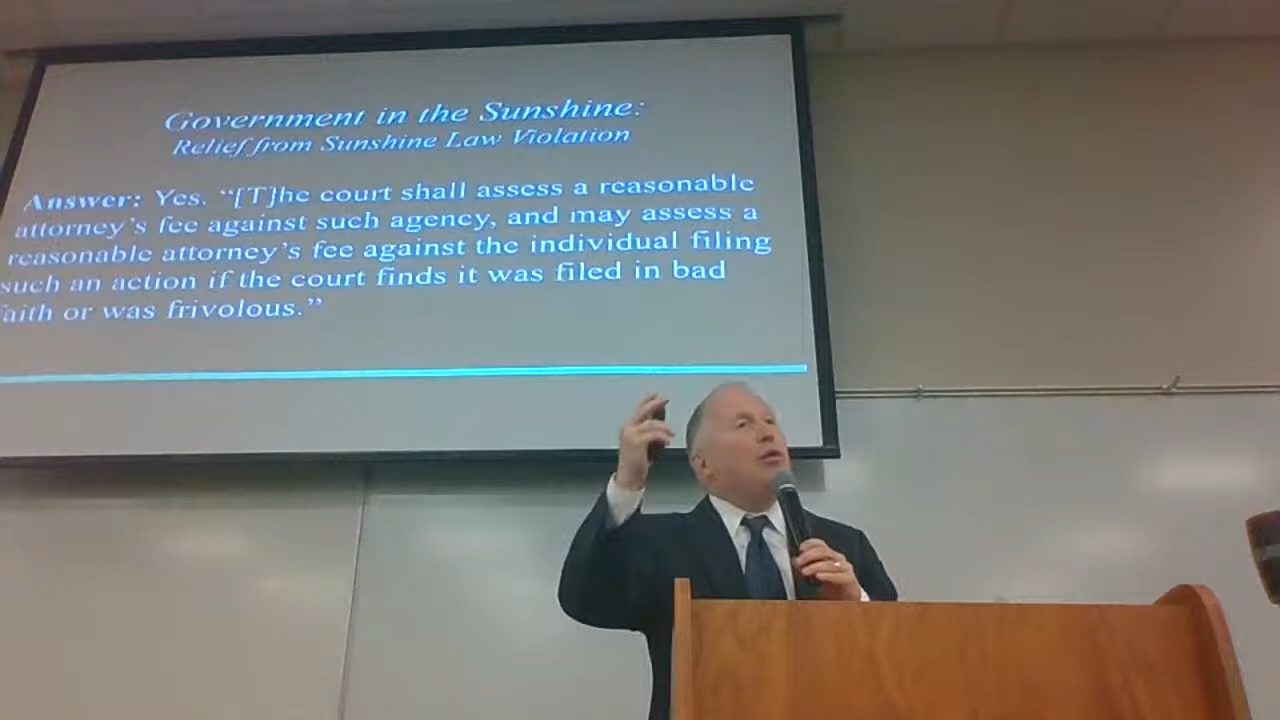 Government in the Sunshine:
Relief from Sunshine Law Violation
Answer: Yes. “[T]he court shall assess a reasonable
attorney’s fee against such agency, and may assess a
reasonable attorney’s fee against the individual filing
such an action if the court finds it was filed in bad
faith or was frivolous.”